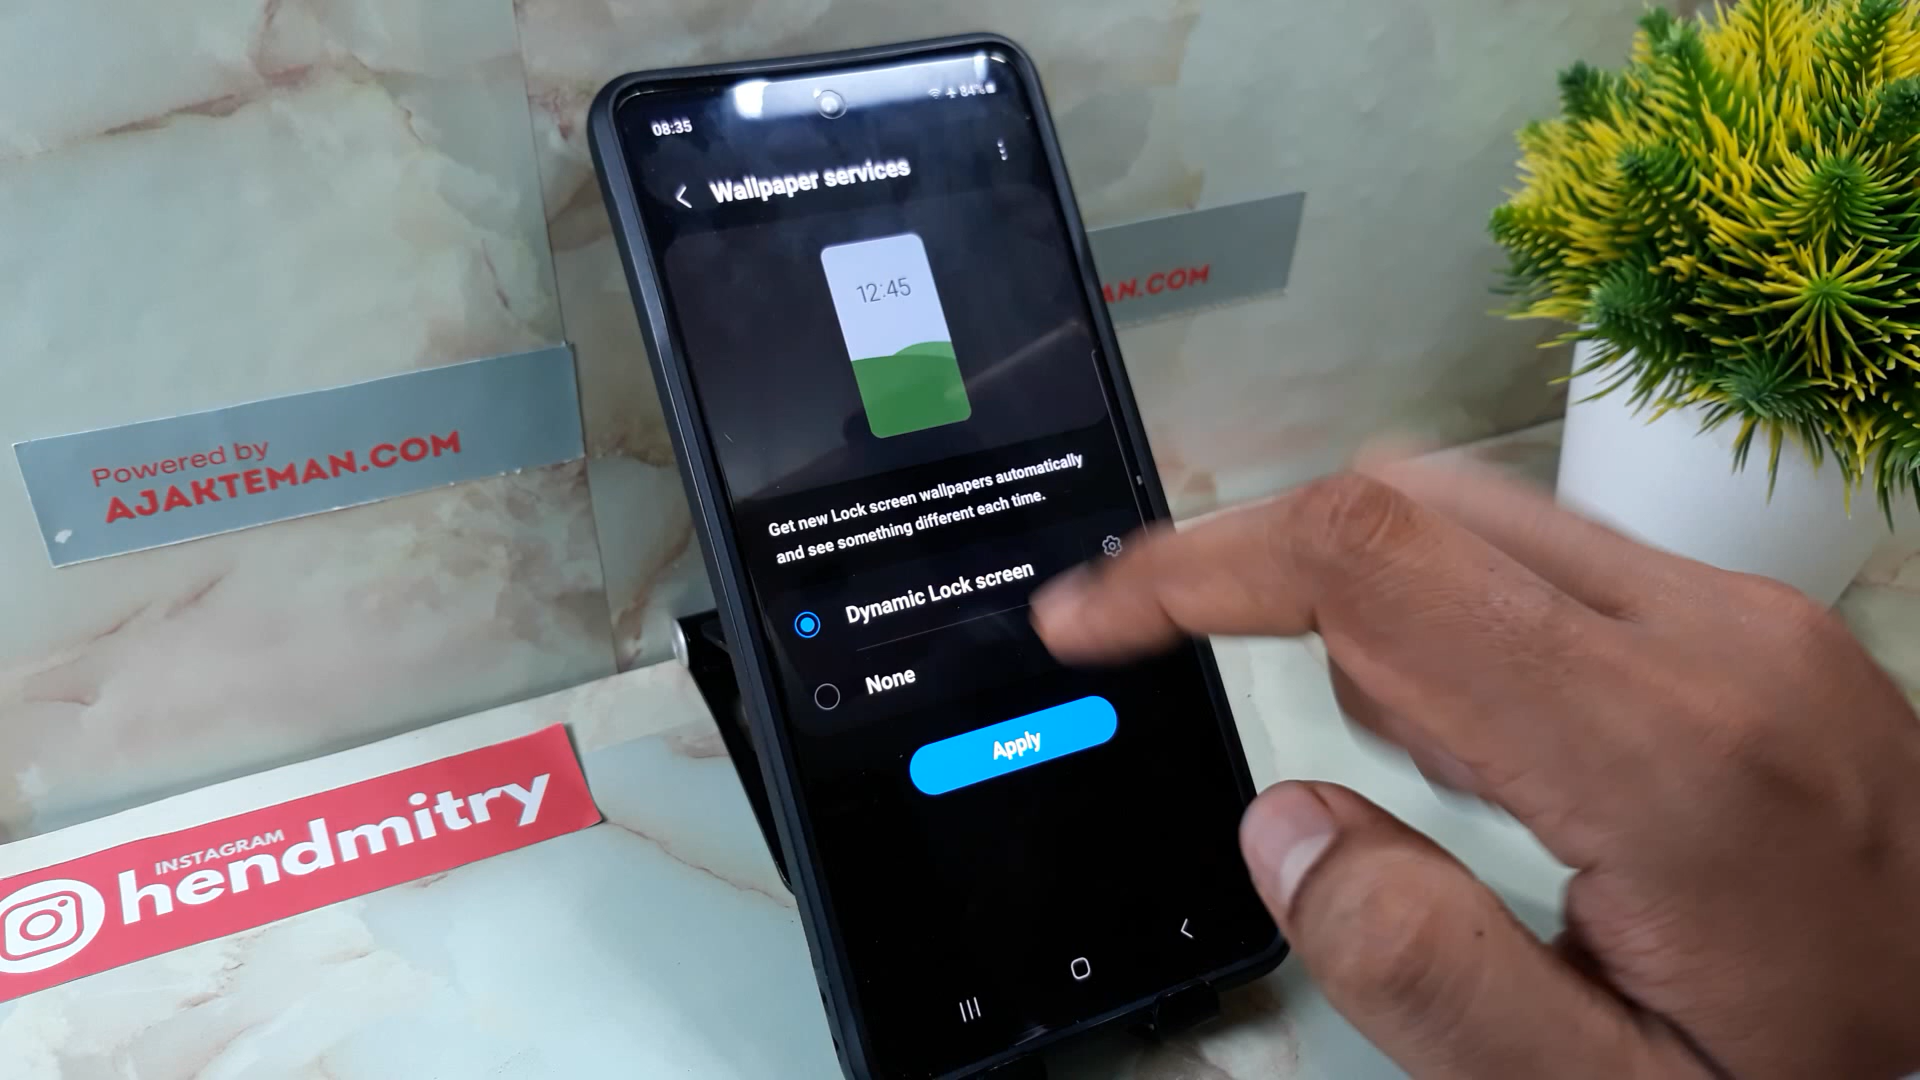 08:35
84%
Wallpaper services
12:45
Get new Lock screen wallpapers automatically
and see something different each time.
Dynamic Lock screen
None
Apply
Powered by
AJAKTEMAN.COM
AN.COM
INSTAGRAM
hendmitry